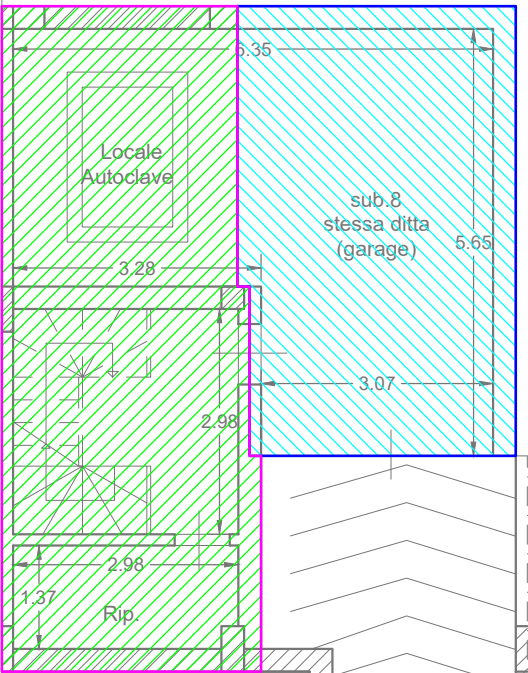 6.35
Locale
Autoclave
sub.8
stessa ditta
(garage)
5.65
3.28
3.07
2.98
2.98
1.37
Rip.